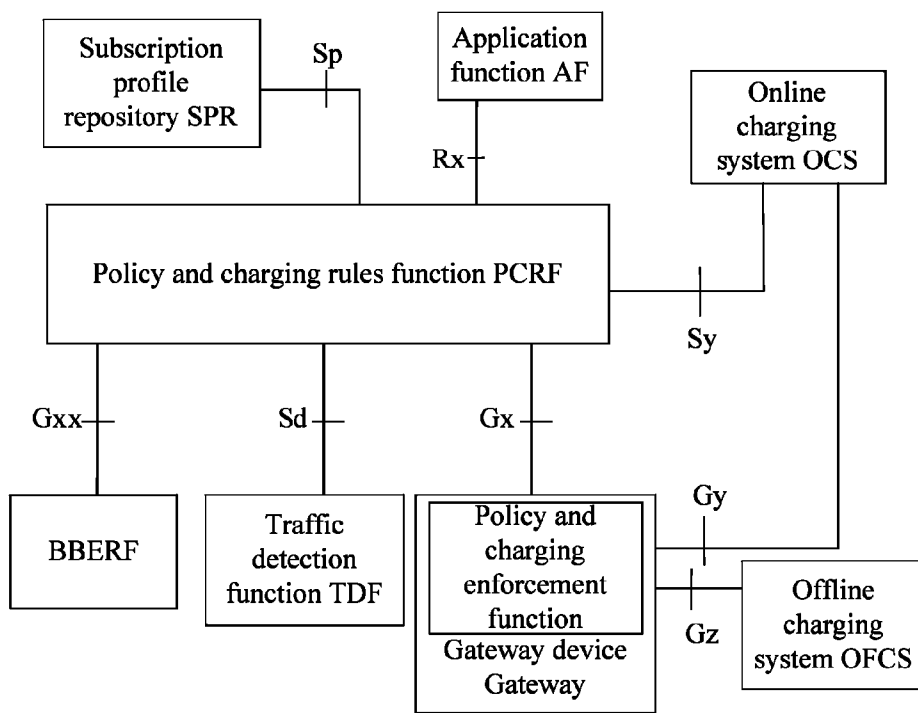 Subscription
profile
repository SPR
Sp
Application
function AF
Rx
Online
charging
system OCS
Policy and charging rules function PCRF
Sy
Gxx
Sd
Gx
BBERF
Traffic
detection
function TDF
Policy and
charging
enforcement
function
Gateway device
Gateway
Gy
Gz
Offline
charging
system OFCS